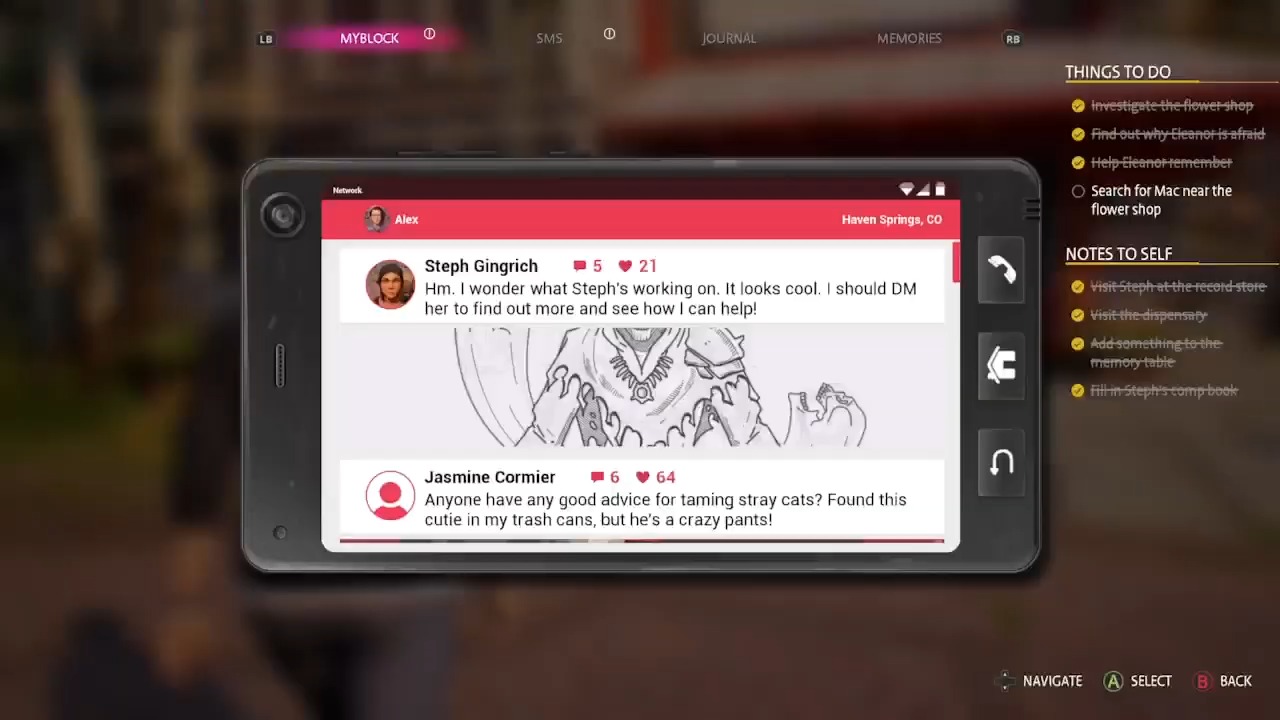 LB
MYBLOCK
SMS
JOURNAL
MEMORIES
RB
THINGS TO DO
Investigate the flower shop
Find out why Eleanor is afraid
Help Eleanor remember
Search for Mac near the
flower shop
NOTES TO SELF
Visit Steph at the record store
Visit the dispensary
Add something to the
memory table
Fill in Steph's comp book
Network
Alex
Haven Springs, CO
Steph Gingrich 5 21
Hm. I wonder what Steph's working on. It looks cool. I should DM
her to find out more and see how I can help!
Jasmine Cormier 6 64
Anyone have any good advice for taming stray cats? Found this
cutie in my trash cans, but he's a crazy pants!
NAVIGATE
A SELECT
B BACK